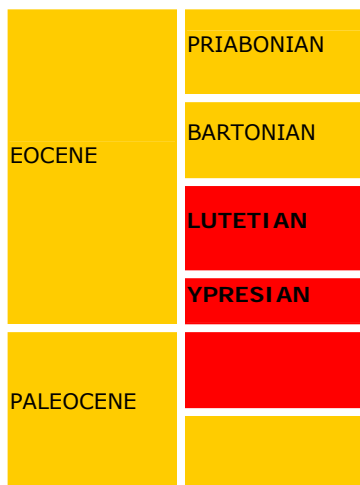 PRIABONIAN
BARTONIAN
EOCENE
LUTETIAN
YPRESIAN
PALEOCENE